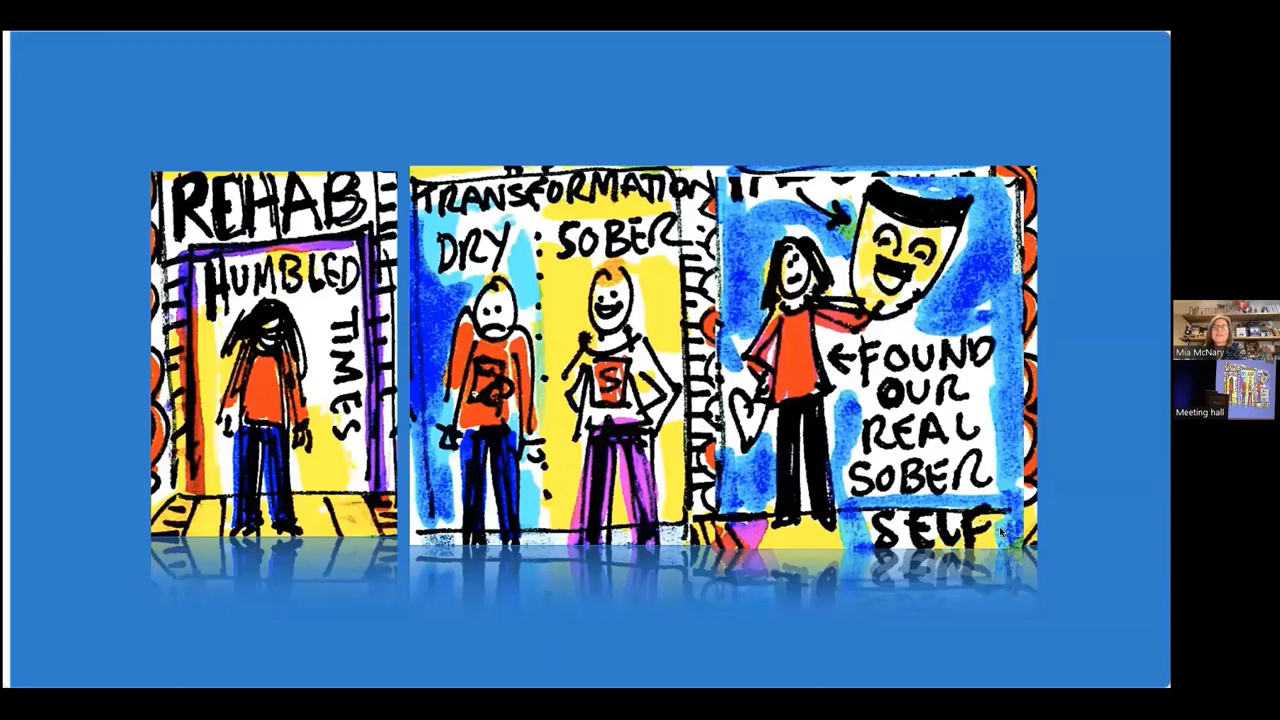 REHAB
HUMBLED
TIMES
TRANSFORMATION
DRY
SOBER
S
FOUND
OUR
REAL
SOBER
SELF
Mia McNary
Meeting hall